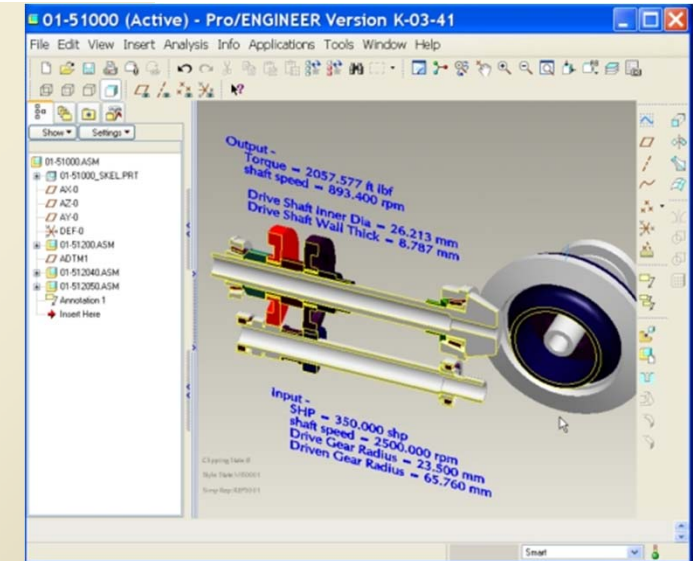 01-51000 (Active) - Pro/ENGINEER Version K-03-41
File Edit View Insert Analysis Info Applications Tools Window Help
Show Settings
01-51000.ASM
01-51000_SKEL.PRT
AX-0
AZ-0
AY-0
DEF-0
01-51200.ASM
ADTM1
01-512040.ASM
01-512050.ASM
Annotation 1
Insert Here
Output -
Torque = 2057.577 ft lbf
shaft speed = 893.400 rpm
Drive Shaft Inner Dia = 26.213 mm
Drive Shaft Wall Thick = 8.787 mm
Input -
SHP = 350.000 shp
shaft speed = 2500.000 rpm
Drive Gear Radius = 23.500 mm
Driven Gear Radius = 65.760 mm
Smart